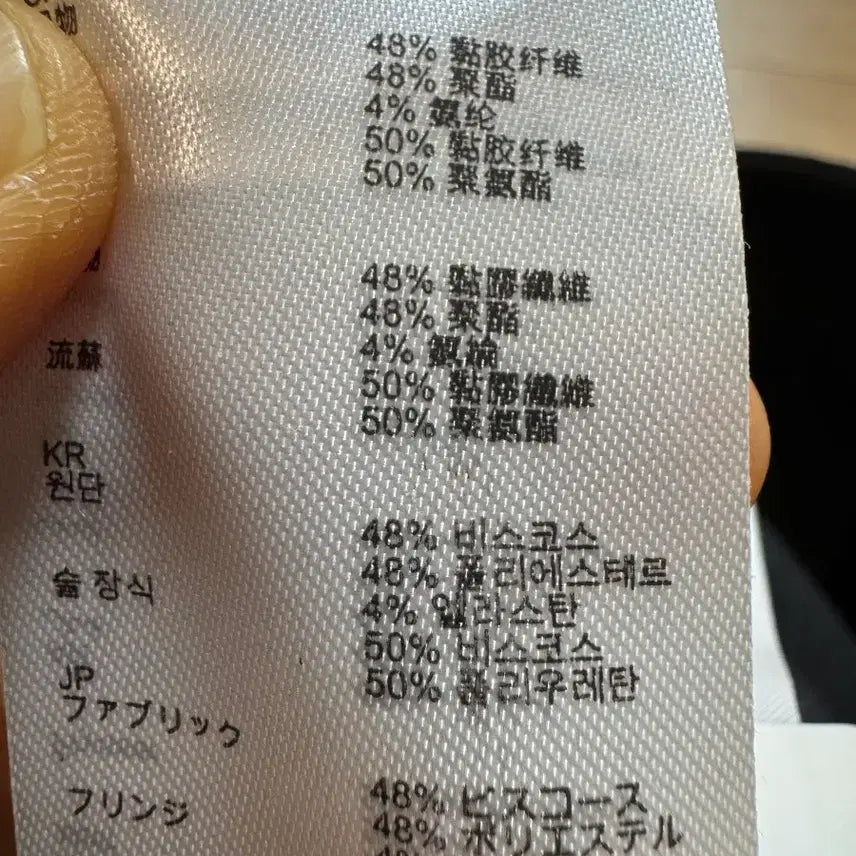 48% 黏胶纤维
48% 聚酯
4% 氨纶
50% 黏胶纤维
50% 聚氨酯
48% 黏膠纖維
48% 聚酯
流蘇 4% 氨綸
50% 黏膠纖維
50% 聚氨酯
KR
원단
48% 비스코스
48% 폴리에스테르
술 장식 4% 엘라스탄
50% 비스코스
50% 폴리우레탄
JP
ファブリック
フリンジ 48% ビスコース
48% ポリエステル